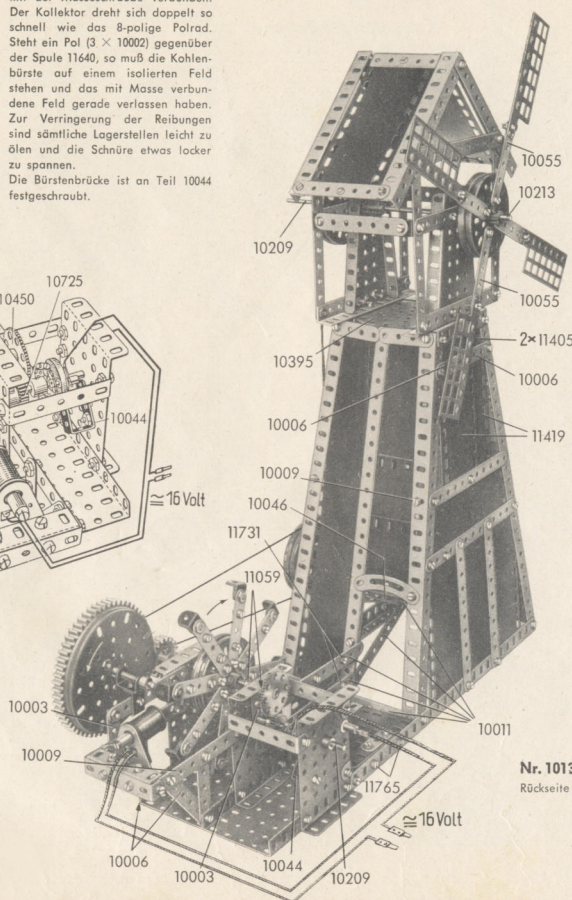 Der Kollektor dreht sich doppelt so
schnell wie das 8-polige Polrad.
Steht ein Pol (3 × 10002) gegenüber
der Spule 11640, so muß die Kohlen-
bürste auf einem isolierten Feld
stehen und das mit Masse verbun-
dene Feld gerade verlassen haben.
Zur Verringerung der Reibungen
sind sämtliche Lagerstellen leicht zu
ölen und die Schnüre etwas locker
zu spannen.
Die Bürstenbrücke ist an Teil 10044
festgeschraubt.
10055
10213
10209
10725
10450
10055
10395
2×11405
10006
10044
10006
11419
≅ 16 Volt
10009
10046
11731
11059
10003
10011
10009
11765
Nr. 1013
Rückseite
≅ 16 Volt
10006
10003
10044
10209